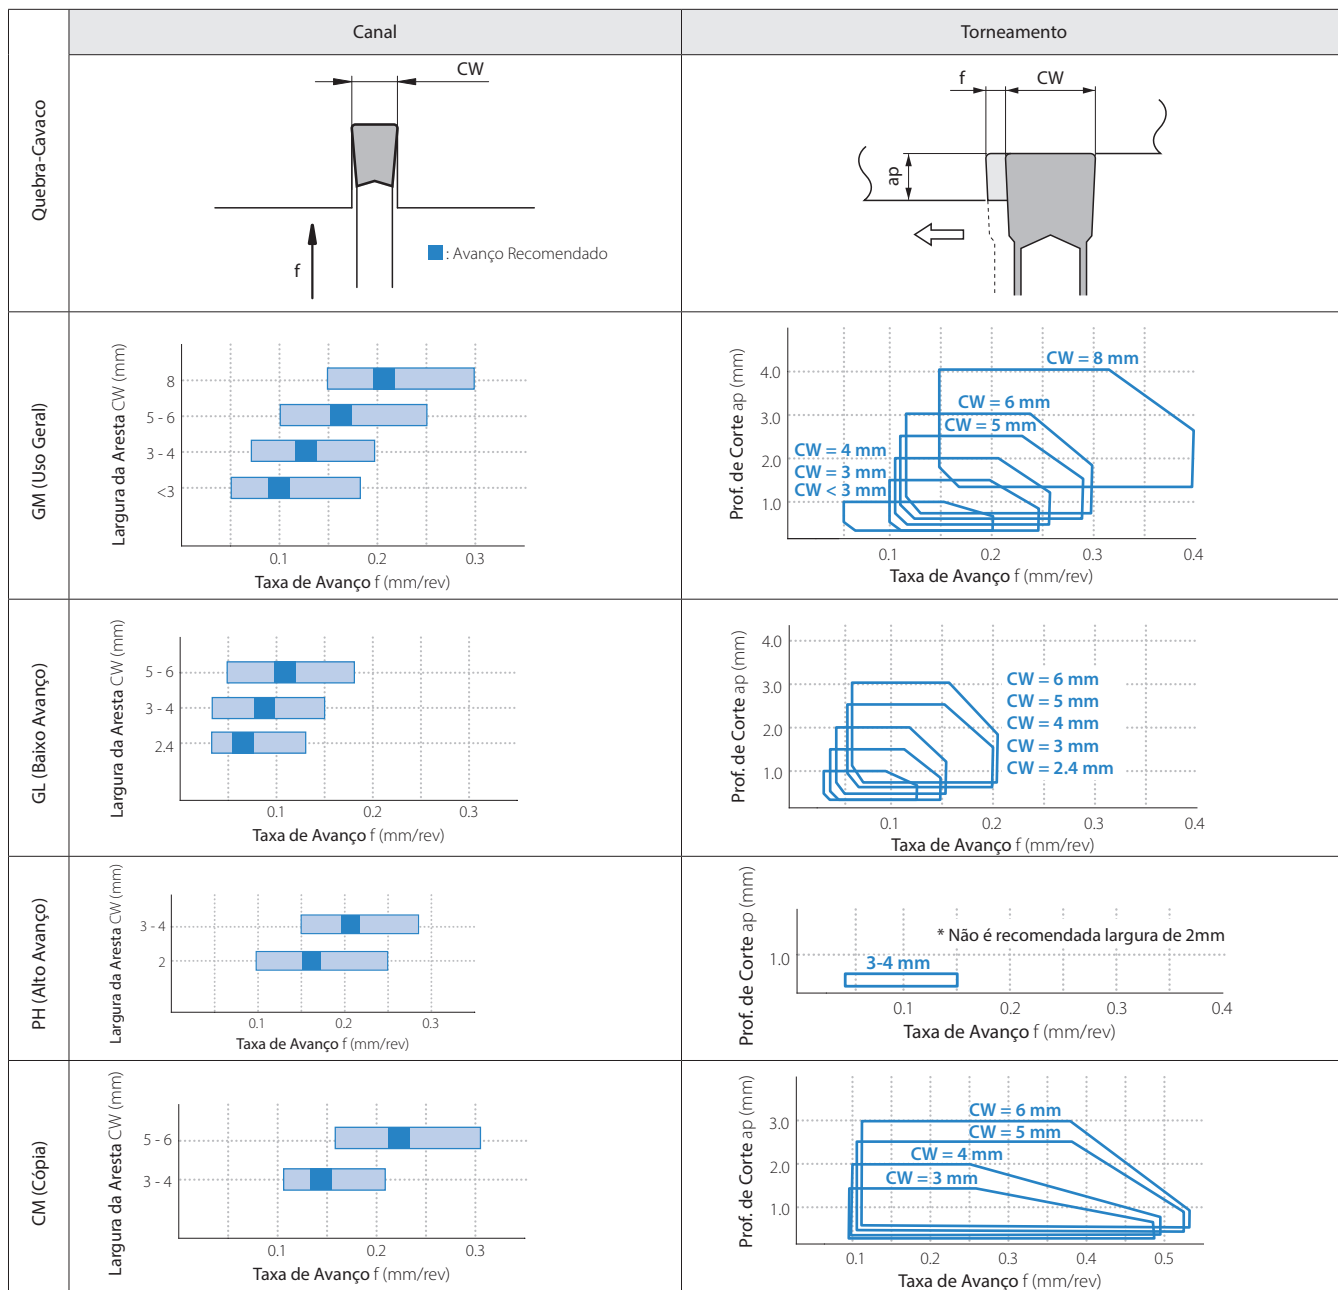 Canal
Torneamento
Quebra-Cavaco
CW
f
: Avanço Recomendado
f
CW
ap
GM (Uso Geral)
Largura da Aresta CW (mm)
8
5 - 6
3 - 4
<3
0.1
0.2
0.3
Taxa de Avanço f (mm/rev)
Prof. de Corte ap (mm)
4.0
3.0
2.0
1.0
CW = 8 mm
CW = 6 mm
CW = 5 mm
CW = 4 mm
CW = 3 mm
CW < 3 mm
0.1
0.2
0.3
0.4
Taxa de Avanço f (mm/rev)
GL (Baixo Avanço)
Largura da Aresta CW (mm)
5 - 6
3 - 4
2.4
0.1
0.2
0.3
Taxa de Avanço f (mm/rev)
Prof. de Corte ap (mm)
4.0
3.0
2.0
1.0
CW = 6 mm
CW = 5 mm
CW = 4 mm
CW = 3 mm
CW = 2.4 mm
0.1
0.2
0.3
0.4
Taxa de Avanço f (mm/rev)
PH (Alto Avanço)
Largura da Aresta CW (mm)
3 - 4
2
0.1
0.2
0.3
Taxa de Avanço f (mm/rev)
Prof. de Corte ap (mm)
* Não é recomendada largura de 2mm
1.0
3-4 mm
0.1
0.2
0.3
0.4
Taxa de Avanço f (mm/rev)
CM (Cópia)
Largura da Aresta CW (mm)
5 - 6
3 - 4
0.1
0.2
0.3
Taxa de Avanço f (mm/rev)
Prof. de Corte ap (mm)
3.0
2.0
1.0
CW = 6 mm
CW = 5 mm
CW = 4 mm
CW = 3 mm
0.1
0.2
0.3
0.4
0.5
Taxa de Avanço f (mm/rev)